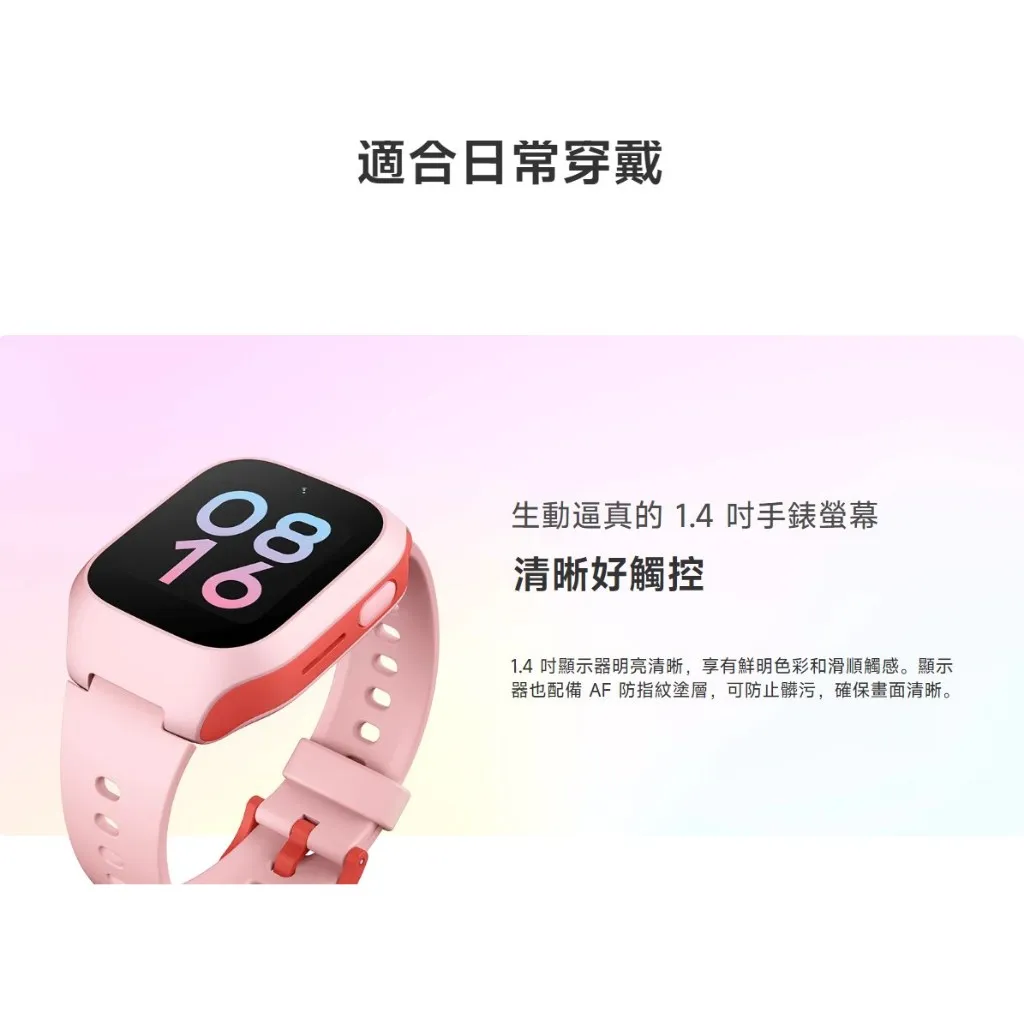 適合日常穿戴
08
16
生動逼真的 1.4 吋手錶螢幕
清晰好觸控
1.4 吋顯示器明亮清晰，享有鮮明色彩和滑順觸感。顯示
器也配備 AF 防指紋塗層，可防止髒污，確保畫面清晰。